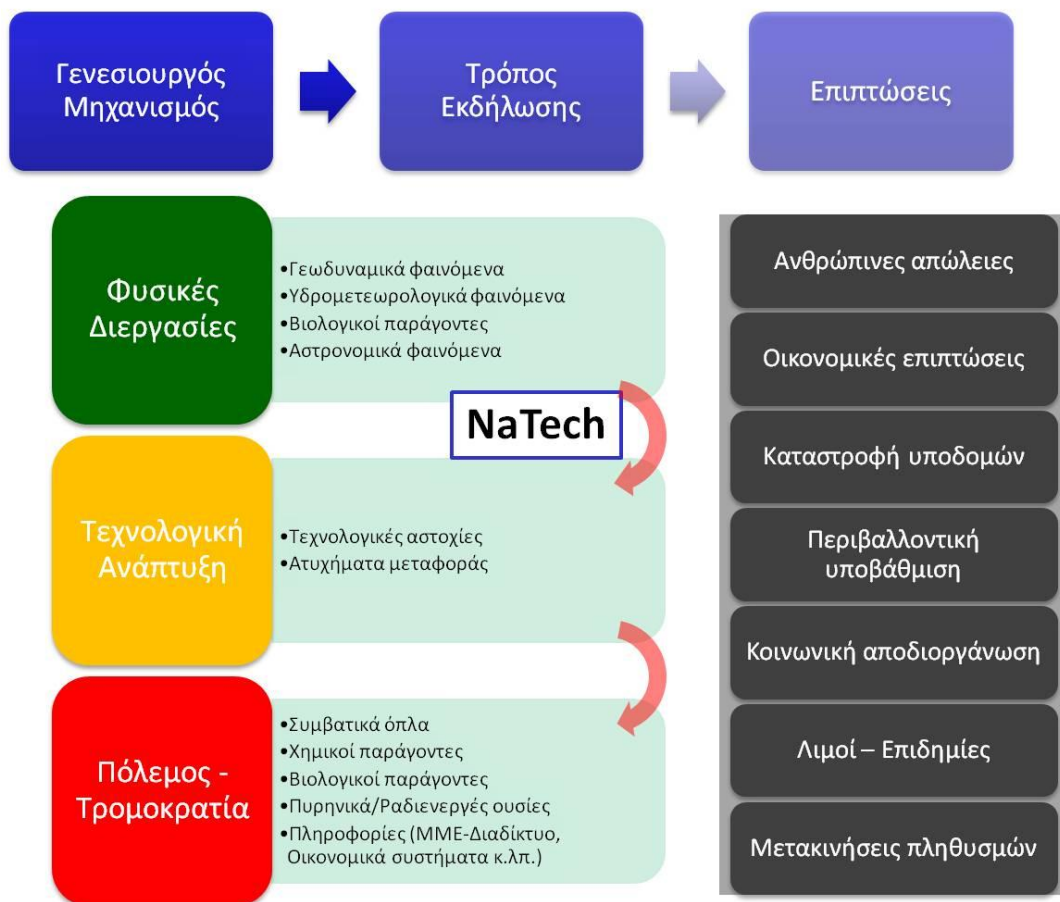 Γενεσιουργός
Μηχανισμός
Τρόπος
Εκδήλωσης
Επιπτώσεις
Φυσικές
Διεργασίες
•Γεωδυναμικά φαινόμενα
•Υδρομετεωρολογικά φαινόμενα
•Βιολογικοί παράγοντες
•Αστρονομικά φαινόμενα
NaTech
Τεχνολογική
Ανάπτυξη
•Τεχνολογικές αστοχίες
•Ατυχήματα μεταφοράς
Πόλεμος -
Τρομοκρατία
•Συμβατικά όπλα
•Χημικοί παράγοντες
•Βιολογικοί παράγοντες
•Πυρηνικά/Ραδιενεργές ουσίες
•Πληροφορίες (ΜΜΕ-Διαδίκτυο,
Οικονομικά συστήματα κ.λπ.)
Ανθρώπινες απώλειες
Οικονομικές επιπτώσεις
Καταστροφή υποδομών
Περιβαλλοντική
υποβάθμιση
Κοινωνική αποδιοργάνωση
Λιμοί – Επιδημίες
Μετακινήσεις πληθυσμών